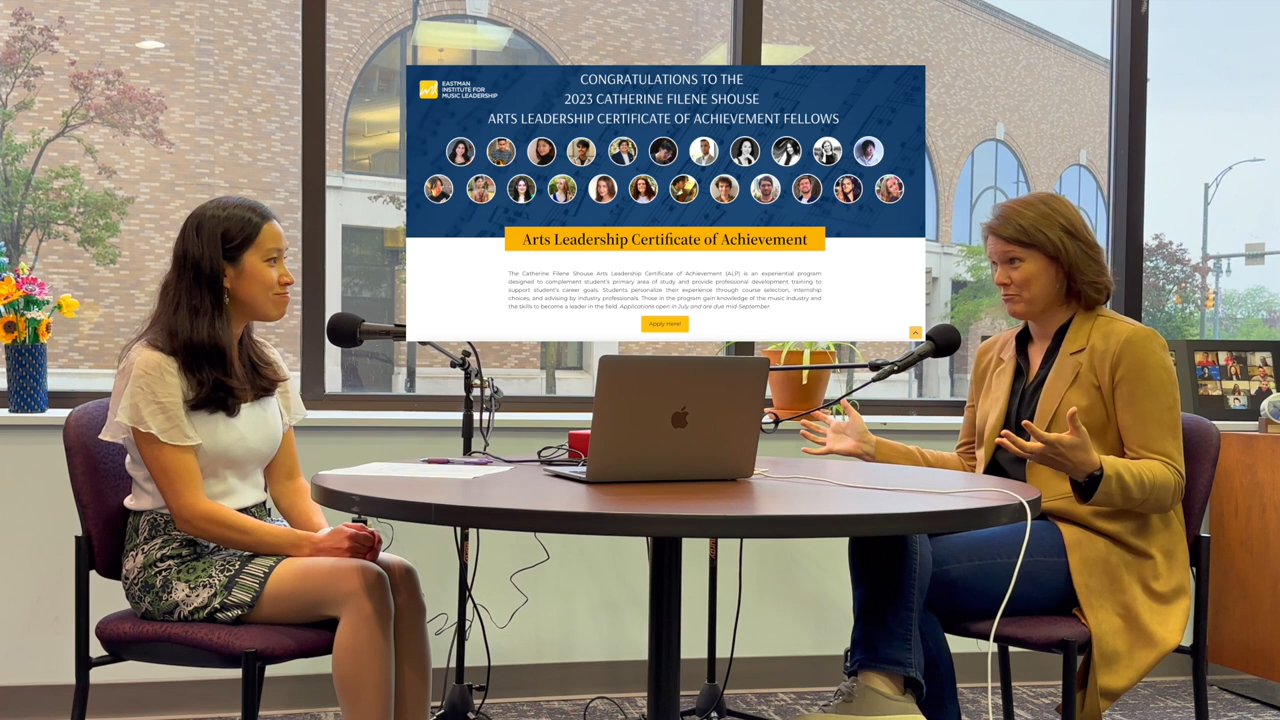 EASTMAN
INSTITUTE FOR
MUSIC LEADERSHIP
CONGRATULATIONS TO THE
2023 CATHERINE FILENE SHOUSE
ARTS LEADERSHIP CERTIFICATE OF ACHIEVEMENT FELLOWS
Arts Leadership Certificate of Achievement
The Catherine Filene Shouse Arts Leadership Certificate of Achievement (ALP) is an experiential program
designed to complement student's primary area of study and provide professional development training to
support student's career goals. Students personalize their experience through course selection, internship
choices, and advising by industry professionals. Those in the program gain knowledge of the music industry and
the skills to become a leader in the field. Applications open in July and are due mid-September.
Apply Here!